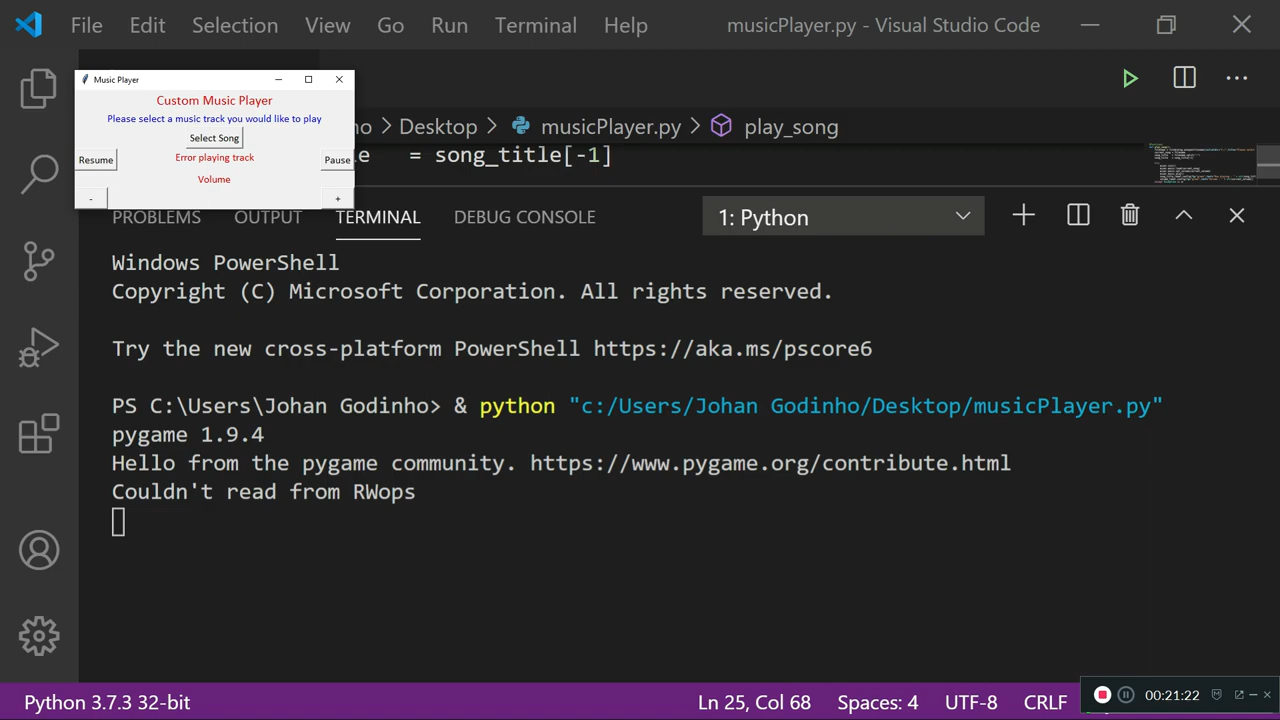 File Edit Selection View Go Run Terminal Help musicPlayer.py - Visual Studio Code
Music Player
Custom Music Player
Please select a music track you would like to play
Select Song
Resume Error playing track Pause
Volume
- +
ho > Desktop > musicPlayer.py > play_song
e = song_title[-1]
PROBLEMS OUTPUT TERMINAL DEBUG CONSOLE 1: Python
Windows PowerShell
Copyright (C) Microsoft Corporation. All rights reserved.
Try the new cross-platform PowerShell https://aka.ms/pscore6
PS C:\Users\Johan Godinho> & python "c:/Users/Johan Godinho/Desktop/musicPlayer.py"
pygame 1.9.4
Hello from the pygame community. https://www.pygame.org/contribute.html
Couldn't read from RWops
Python 3.7.3 32-bit Ln 25, Col 68 Spaces: 4 UTF-8 CRLF 00:21:22